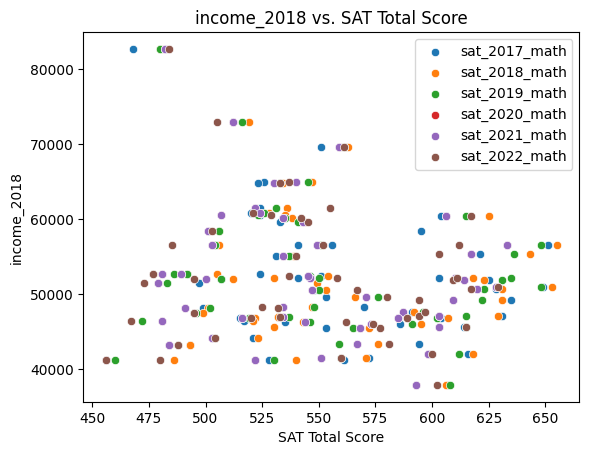 income_2018 vs. SAT Total Score
sat_2017_math
sat_2018_math
sat_2019_math
sat_2020_math
sat_2021_math
sat_2022_math
income_2018
80000
70000
60000
50000
40000
450 475 500 525 550 575 600 625 650
SAT Total Score